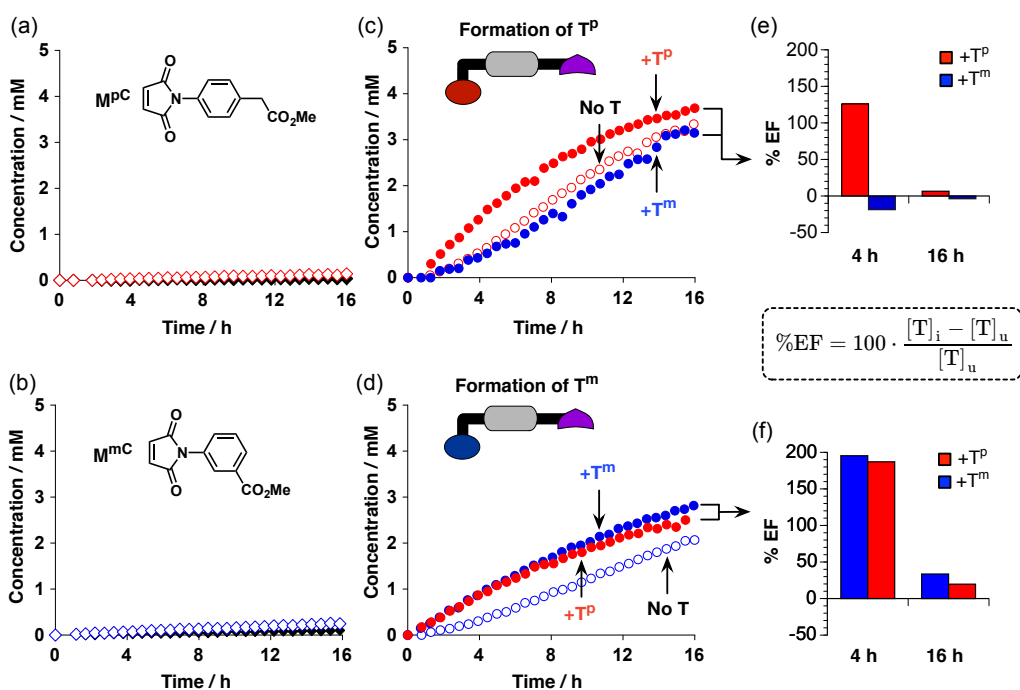 (a)
5
4
3
2
1
0
Concentration / mM
0 4 8 12 16
Time / h
M^pC
O
N
O
CO₂Me
(c)
Formation of T^p
5
4
3
2
1
0
Concentration / mM
0 4 8 12 16
Time / h
+T^p
No T
+T^m
(e)
200
150
100
50
0
-50
% EF
+T^p
+T^m
4 h 16 h
%EF = 100 · ([T]_i − [T]_u) / [T]_u
(b)
5
4
3
2
1
0
Concentration / mM
0 4 8 12 16
Time / h
M^mC
O
N
O
CO₂Me
(d)
Formation of T^m
5
4
3
2
1
0
Concentration / mM
0 4 8 12 16
Time / h
+T^m
+T^p
No T
(f)
200
150
100
50
0
-50
% EF
+T^p
+T^m
4 h 16 h